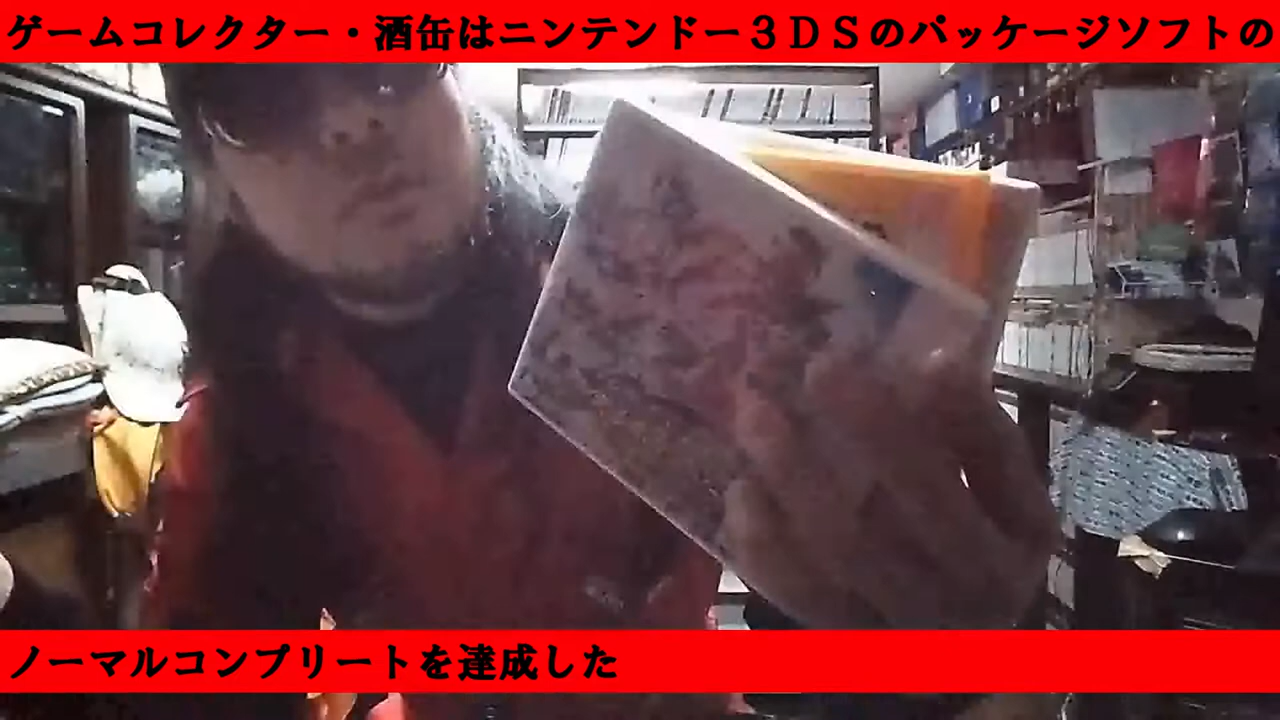 ゲームコレクター・酒缶はニンテンドー３ＤＳのパッケージソフトの
ノーマルコンプリートを達成した